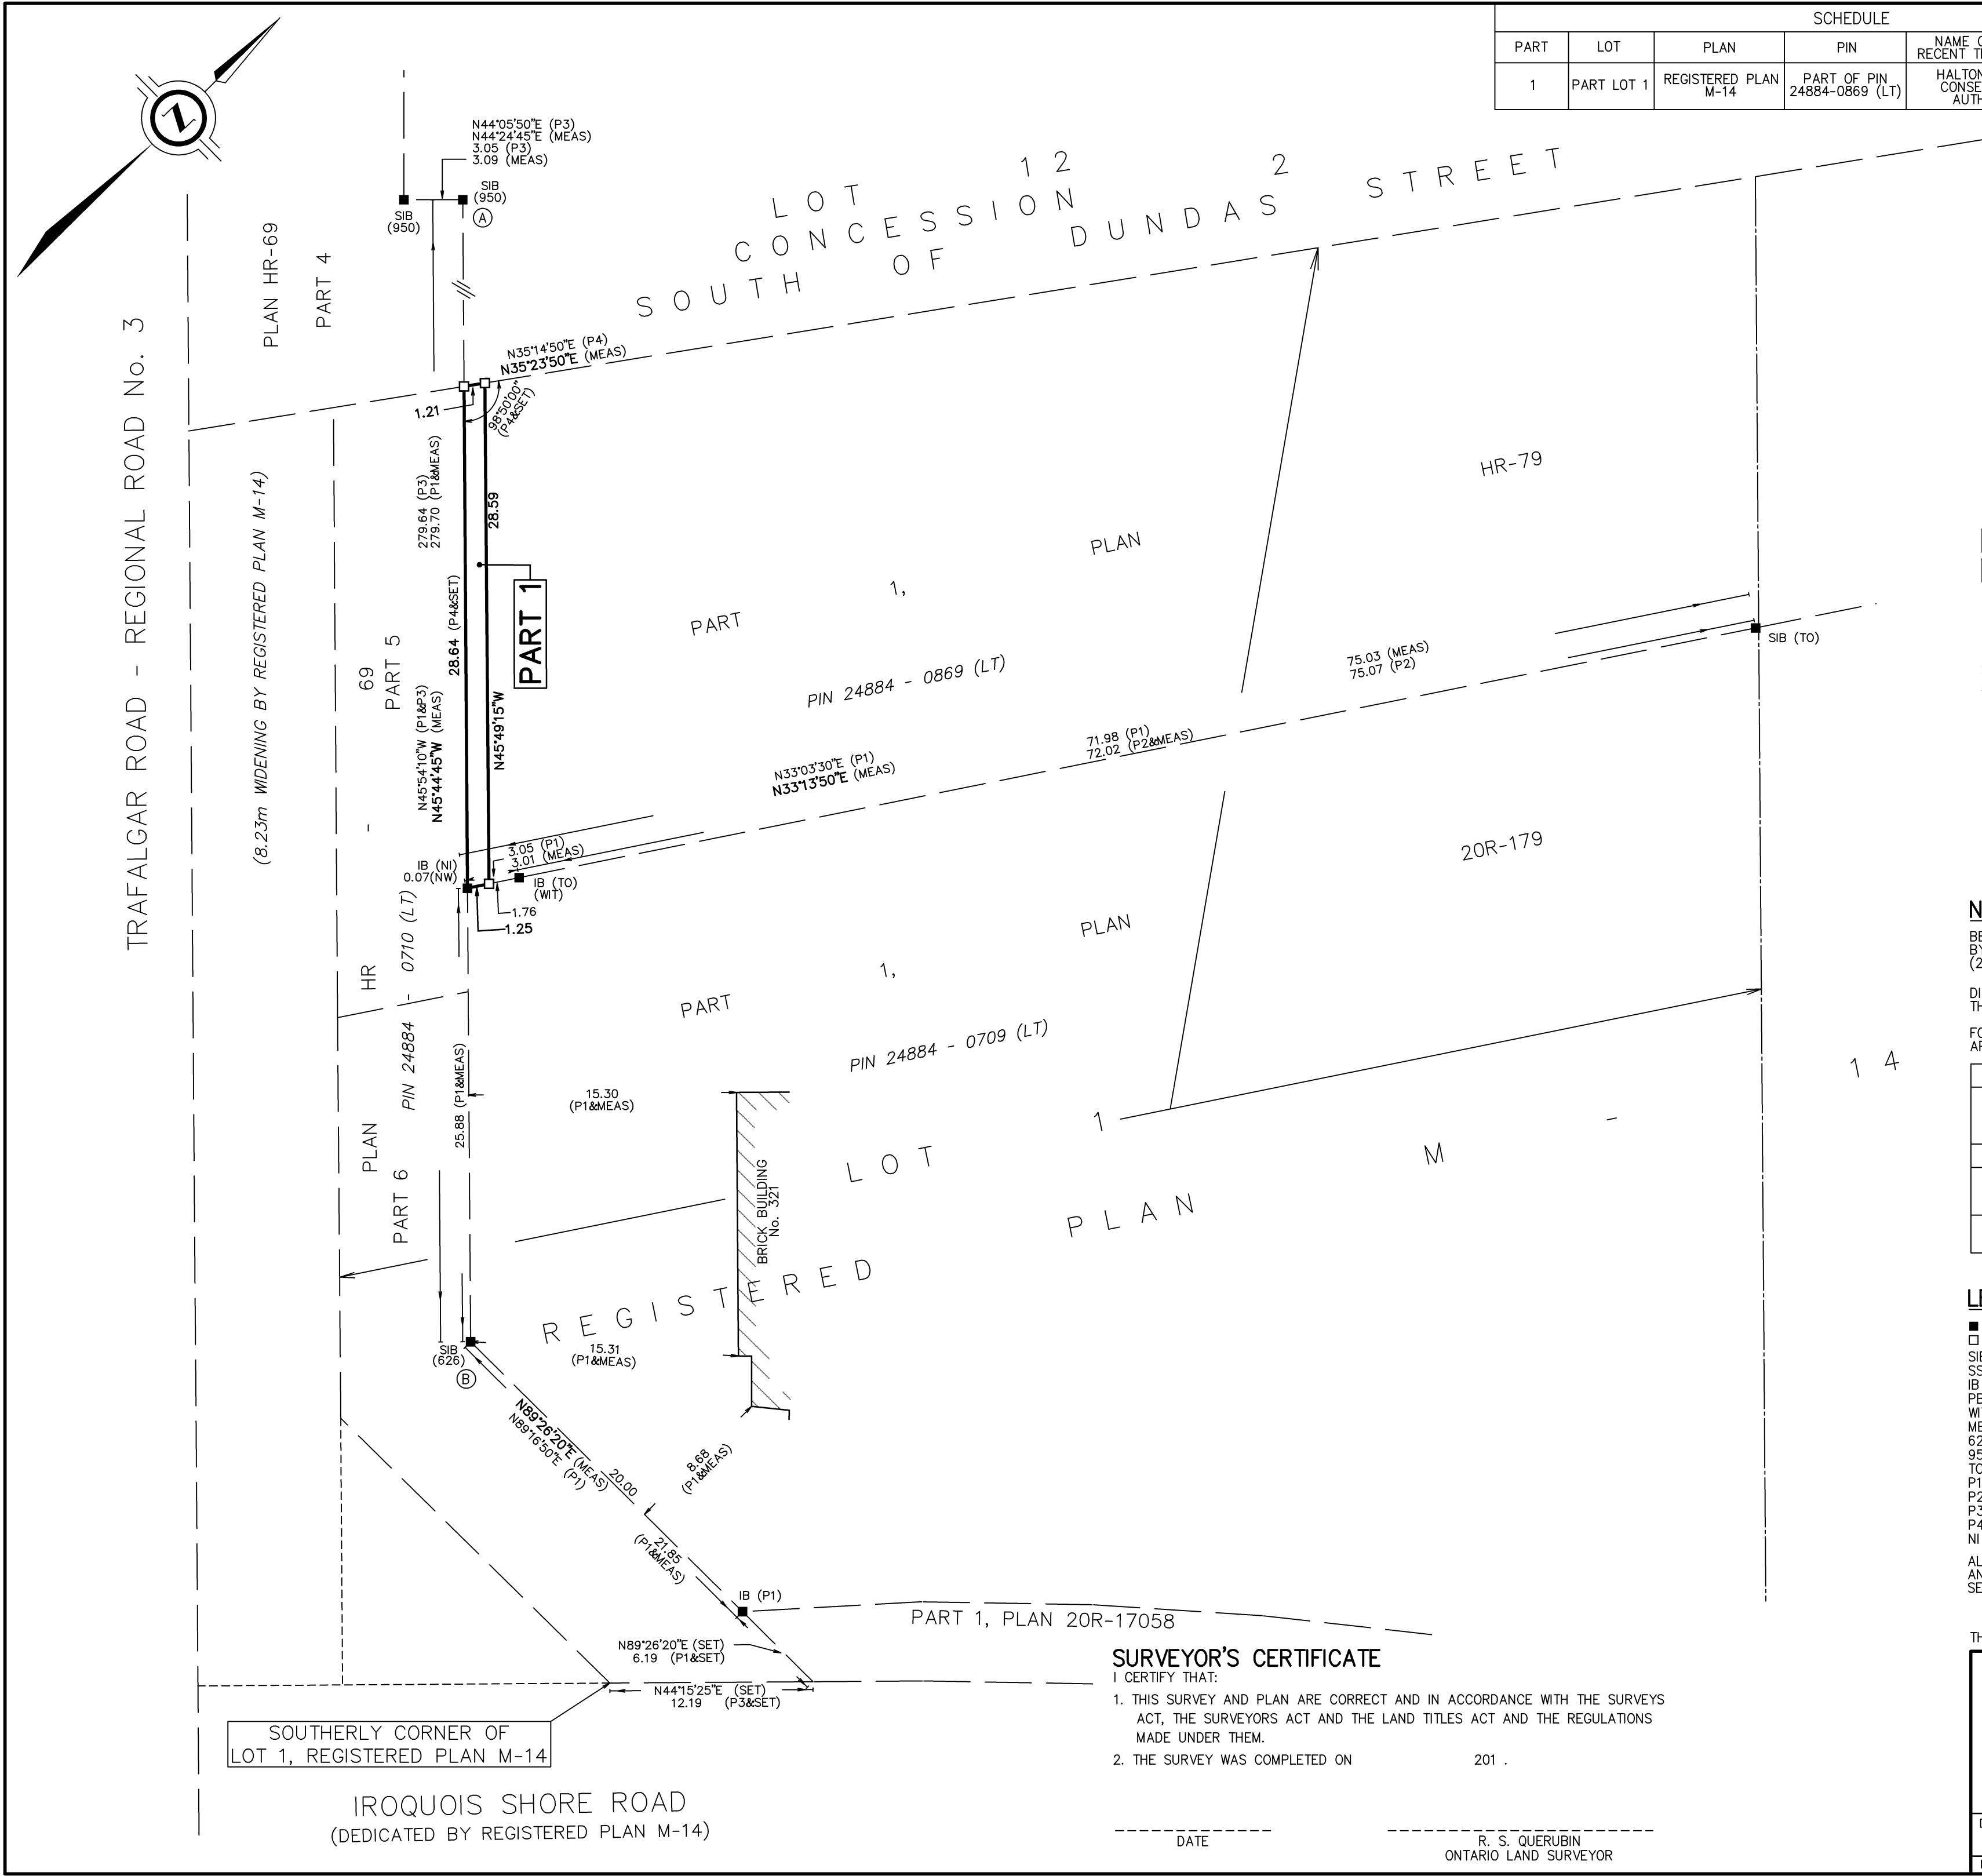 SCHEDULE
PART
LOT
PLAN
PIN
NAME
RECENT
1
PART LOT 1
REGISTERED PLAN
M-14
PART OF PIN
24884-0869 (LT)
Z
N44°05'50"E (P3)
N44°24'45"E (MEAS)
3.05 (P3)
3.09 (MEAS)
SIB
(950)
A
SIB
(950)
LOT 12
CONCESSION 2
SOUTH OF DUNDAS STREET
PLAN HR-69
PART 4
TRAFALGAR ROAD - REGIONAL ROAD No. 3
(8.23m WIDENING BY REGISTERED PLAN M-14)
N35°14'50"E (P4)
N35°23'50"E (MEAS)
1.21
98°50'00"
(P4&SET)
279.64 (P3)
279.70 (P1&MEAS)
28.59
28.64 (P4&SET)
PART 1
N45°54'10"W (P1&P3)
N45°44'45"W (MEAS)
N45°49'15"W
PART 5
PLAN HR - 69
PART 1, PLAN HR-79
PIN 24884 - 0869 (LT)
75.03 (MEAS)
75.07 (P2)
SIB (TO)
71.98 (P1)
72.02 (P2&MEAS)
N33°03'30"E (P1)
N33°13'50"E (MEAS)
3.05 (P1)
3.01 (MEAS)
IB (NI)
0.07(NW)
IB (TO)
(WIT)
1.76
1.25
PIN 24884 - 0710 (LT)
PART 1, PLAN 20R-179
PIN 24884 - 0709 (LT)
25.88 (P1&MEAS)
15.30
(P1&MEAS)
BRICK BUILDING
No. 321
PART 6
LOT 1
REGISTERED PLAN M - 14
SIB
(626)
B
15.31
(P1&MEAS)
N89°26'20"E (MEAS)
N89°16'50"E (P1)
20.00
8.68
(P1&MEAS)
21.85
(P1&MEAS)
IB (P1)
PART 1, PLAN 20R-17058
N89°26'20"E (SET)
6.19 (P1&SET)
N44°15'25"E (SET)
12.19 (P3&SET)
SOUTHERLY CORNER OF
LOT 1, REGISTERED PLAN M-14
IROQUOIS SHORE ROAD
(DEDICATED BY REGISTERED PLAN M-14)
SURVEYOR'S CERTIFICATE
I CERTIFY THAT:
1. THIS SURVEY AND PLAN ARE CORRECT AND IN ACCORDANCE WITH THE SURVEYS
ACT, THE SURVEYORS ACT AND THE LAND TITLES ACT AND THE REGULATIONS
MADE UNDER THEM.
2. THE SURVEY WAS COMPLETED ON 201 .
DATE
R. S. QUERUBIN
ONTARIO LAND SURVEYOR
SIB
IB
P1
P2
P3
P4
NI